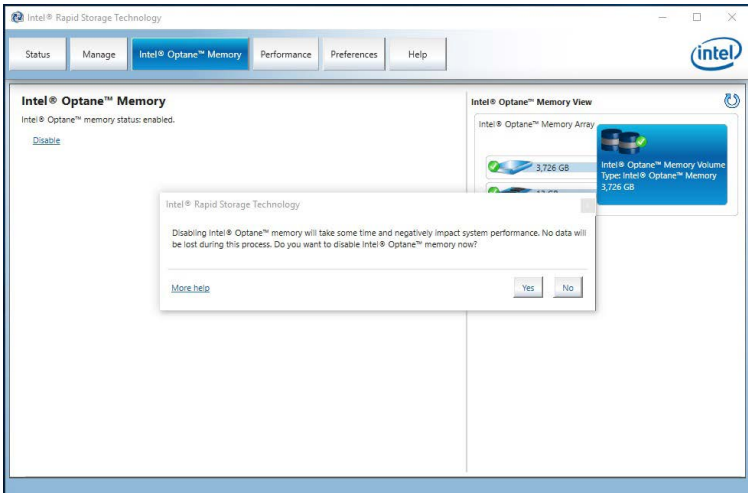 Intel® Rapid Storage Technology
Status
Manage
Intel® Optane™ Memory
Performance
Preferences
Help
intel
Intel® Optane™ Memory
Intel® Optane™ memory status: enabled.
Disable
Intel® Optane™ Memory View
Intel® Optane™ Memory Array
3,726 GB
Intel® Optane™ Memory Volume
Type: Intel® Optane™ Memory
3,726 GB
Intel® Rapid Storage Technology
Disabling Intel® Optane™ memory will take some time and negatively impact system performance. No data will
be lost during this process. Do you want to disable Intel® Optane™ memory now?
More help
Yes
No